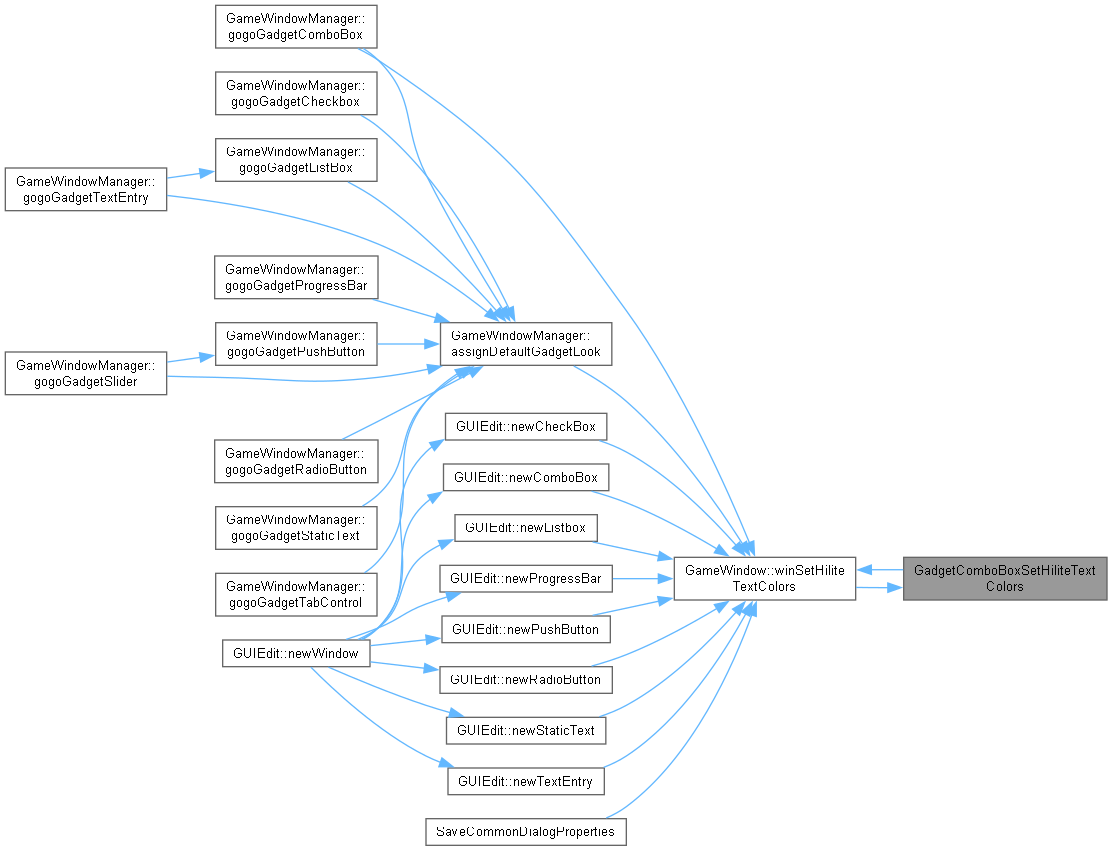 GameWindowManager::
gogoGadgetComboBox
GameWindowManager::
gogoGadgetCheckbox
GameWindowManager::
gogoGadgetListBox
GameWindowManager::
gogoGadgetTextEntry
GameWindowManager::
gogoGadgetProgressBar
GameWindowManager::
gogoGadgetPushButton
GameWindowManager::
assignDefaultGadgetLook
GameWindowManager::
gogoGadgetSlider
GUIEdit::newCheckBox
GameWindowManager::
gogoGadgetRadioButton
GUIEdit::newComboBox
GameWindowManager::
gogoGadgetStaticText
GUIEdit::newListbox
GameWindow::winSetHilite
TextColors
GadgetComboBoxSetHiliteText
Colors
GUIEdit::newProgressBar
GameWindowManager::
gogoGadgetTabControl
GUIEdit::newPushButton
GUIEdit::newWindow
GUIEdit::newRadioButton
GUIEdit::newStaticText
GUIEdit::newTextEntry
SaveCommonDialogProperties